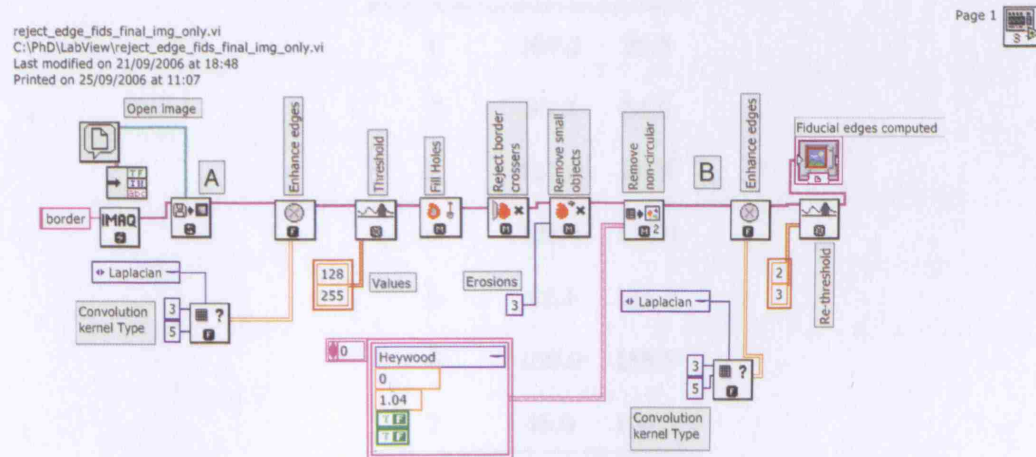 Page 1
reject_edge_fids_final_img_only.vi
C:\PhD\LabView\reject_edge_fids_final_img_only.vi
Last modified on 21/09/2006 at 18:48
Printed on 25/09/2006 at 11:07
Open image
A
Enhance edges
Threshold
Fill Holes
Reject border
crossers
Remove small
objects
Remove
non-circular
B
Enhance edges
Fiducial edges computed
border
IMAQ
2
Laplacian
128
255
Values
Erosions
3
Laplacian
2
3
Re-threshold
Convolution
kernel Type
3
5
?
0
Heywood
0
1.04
T F
T F
3
5
?
Convolution
kernel Type